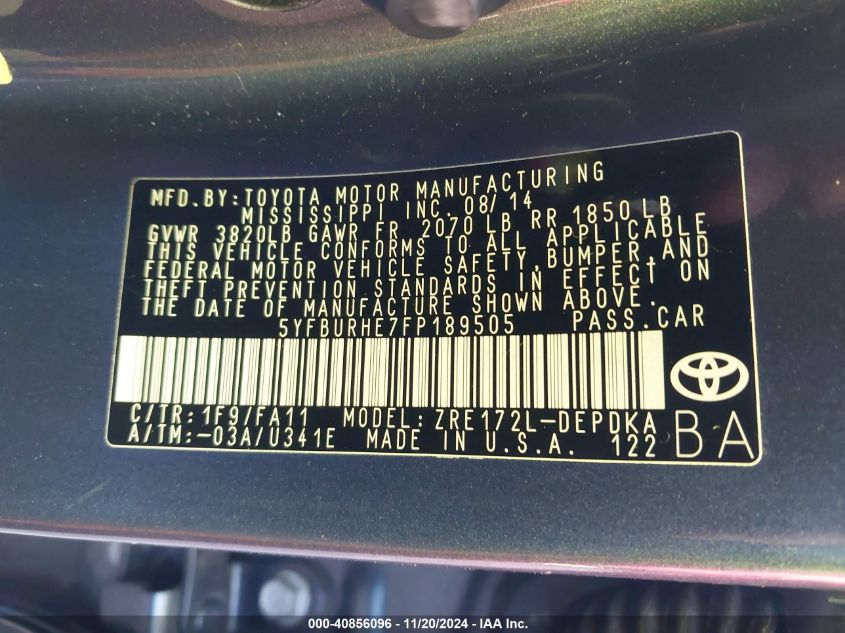 MFD. BY: TOYOTA MOTOR MANUFACTURING
MISSISSIPPI INC. 08/14
GVWR 3820LB GAWR FR 2070 LB RR 1850 LB
THIS VEHICLE CONFORMS TO ALL APPLICABLE
FEDERAL MOTOR VEHICLE SAFETY, BUMPER, AND
THEFT PREVENTION STANDARDS IN EFFECT ON
THE DATE OF MANUFACTURE SHOWN ABOVE.
5YFBURHE7FP189505 PASS.CAR
C/TR: 1F9/FA11 MODEL: ZRE172L-DEPDKA
A/TM:-03A/U341E MADE IN U.S.A. 122
BA
000-40856096 - 11/20/2024 - IAA Inc.